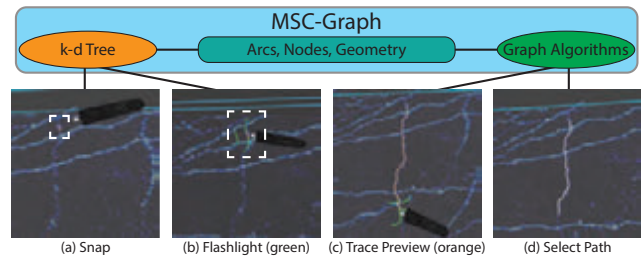 MSC-Graph
k-d Tree
Arcs, Nodes, Geometry
Graph Algorithms
(a) Snap
(b) Flashlight (green)
(c) Trace Preview (orange)
(d) Select Path